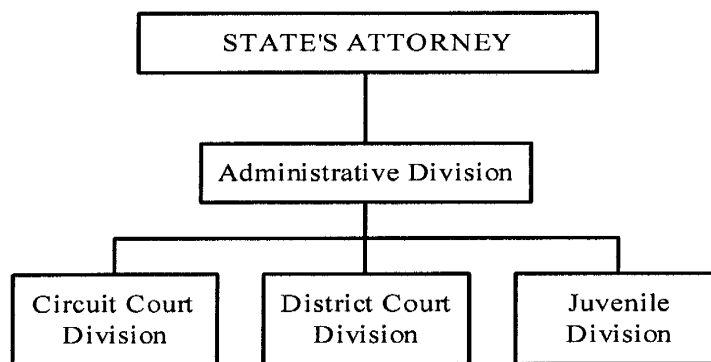 STATE'S ATTORNEY
Administrative Division
Circuit Court
Division
District Court
Division
Juvenile
Division